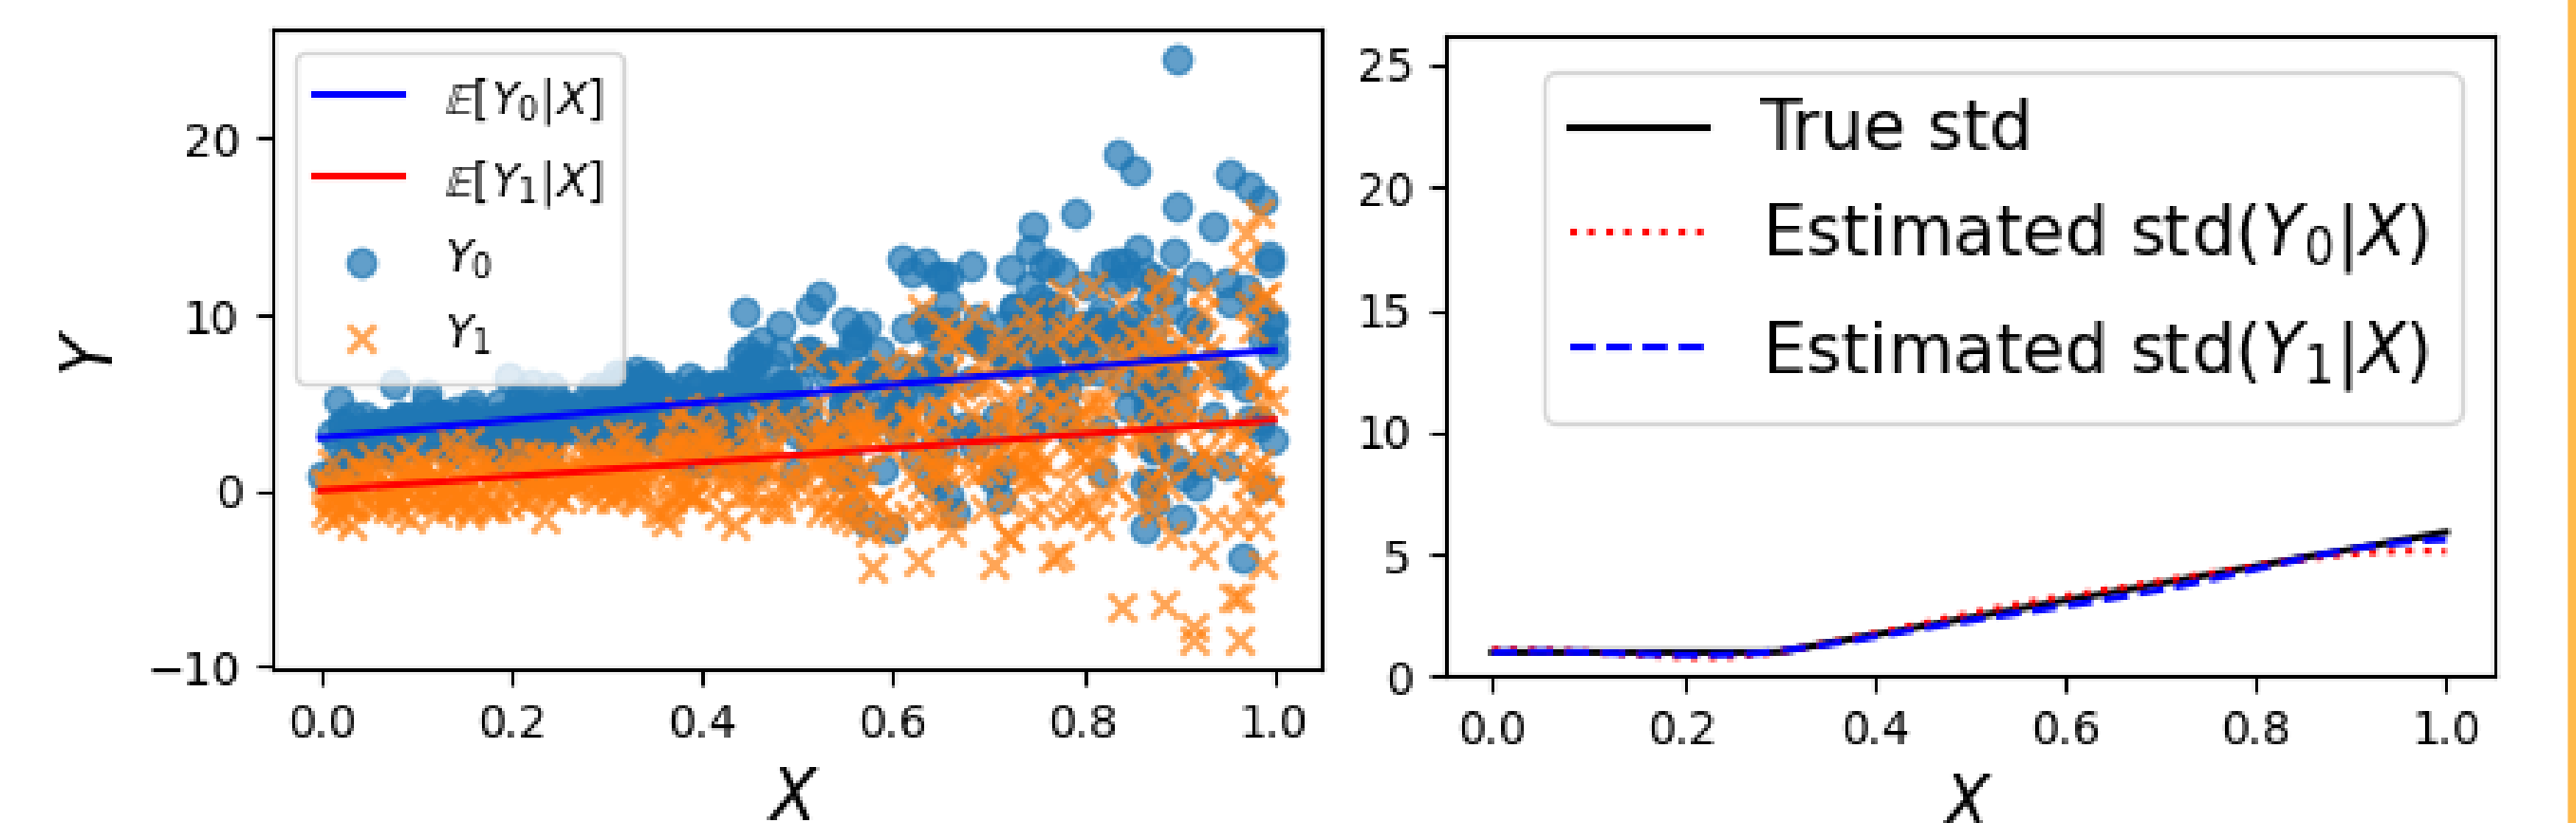 𝔼[Y₀|X]
𝔼[Y₁|X]
Y₀
Y₁
20
10
0
−10
Y
0.0 0.2 0.4 0.6 0.8 1.0
X
True std
Estimated std(Y₀|X)
Estimated std(Y₁|X)
25
20
15
10
5
0
0.0 0.2 0.4 0.6 0.8 1.0
X